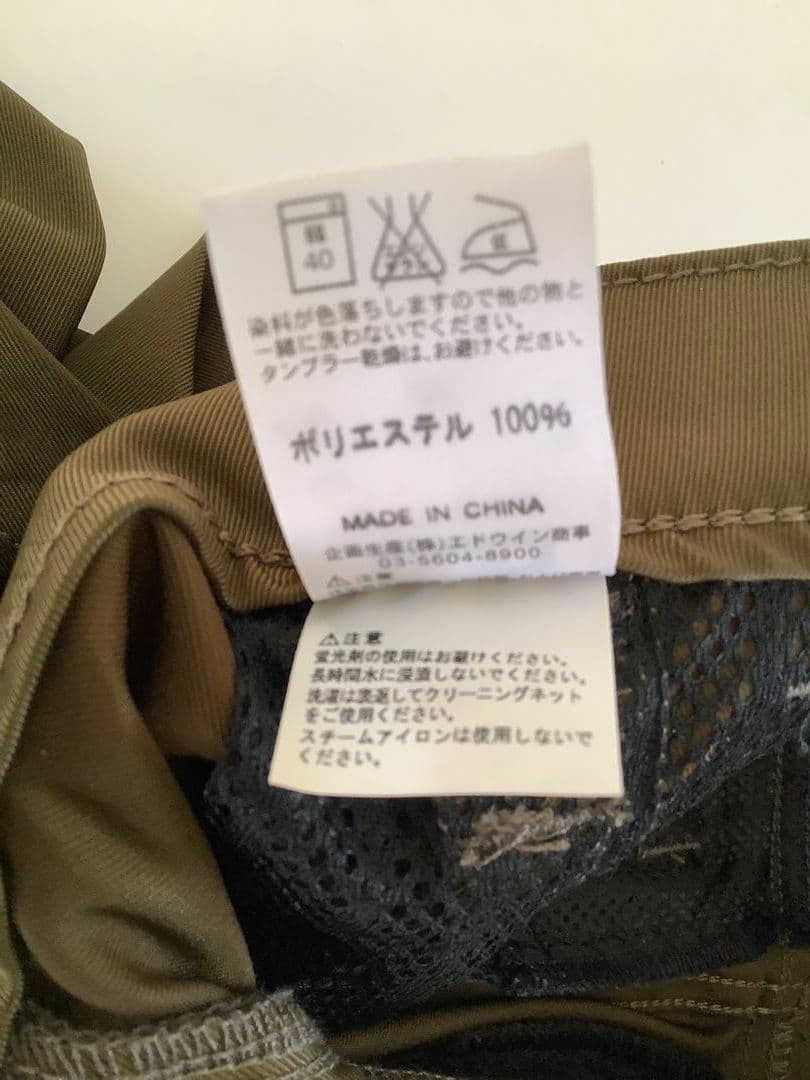 弱
40
低
染料が色落ちしますので他の物と
一緒に洗わないでください。
タンブラー乾燥は、お避けください。
ポリエステル 100%
MADE IN CHINA
企画生産(株)エドウイン商事
03-5604-8900
⚠注意
⚠注意
蛍光剤の使用はお避けください。
長時間水に浸漬しないでください。
洗濯は裏返してクリーニングネット
をご使用ください。
スチームアイロンは使用しないで
ください。